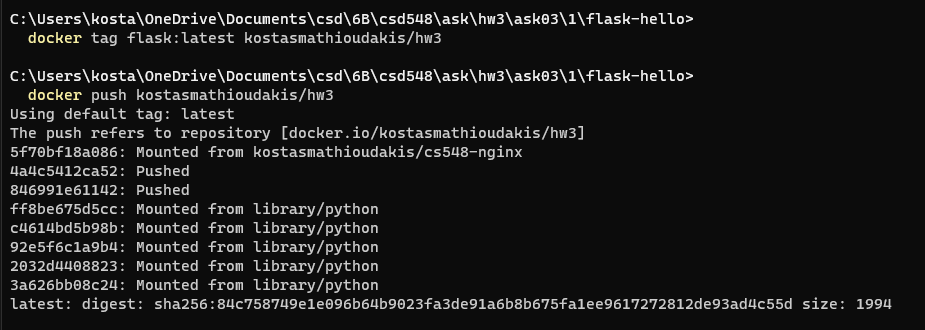 C:\Users\kosta\OneDrive\Documents\csd\6B\csd548\ask\hw3\ask03\1\flask-hello>
docker tag flask:latest kostasmathioudakis/hw3
C:\Users\kosta\OneDrive\Documents\csd\6B\csd548\ask\hw3\ask03\1\flask-hello>
docker push kostasmathioudakis/hw3
Using default tag: latest
The push refers to repository [docker.io/kostasmathioudakis/hw3]
5f70bf18a086: Mounted from kostasmathioudakis/cs548-nginx
4a4c5412ca52: Pushed
846991e61142: Pushed
ff8be675d5cc: Mounted from library/python
c4614bd5b98b: Mounted from library/python
92e5f6c1a9b4: Mounted from library/python
2032d4408823: Mounted from library/python
3a626bb08c24: Mounted from library/python
latest: digest: sha256:84c758749e1e096b64b9023fa3de91a6b8b675fa1ee9617272812de93ad4c55d size: 1994